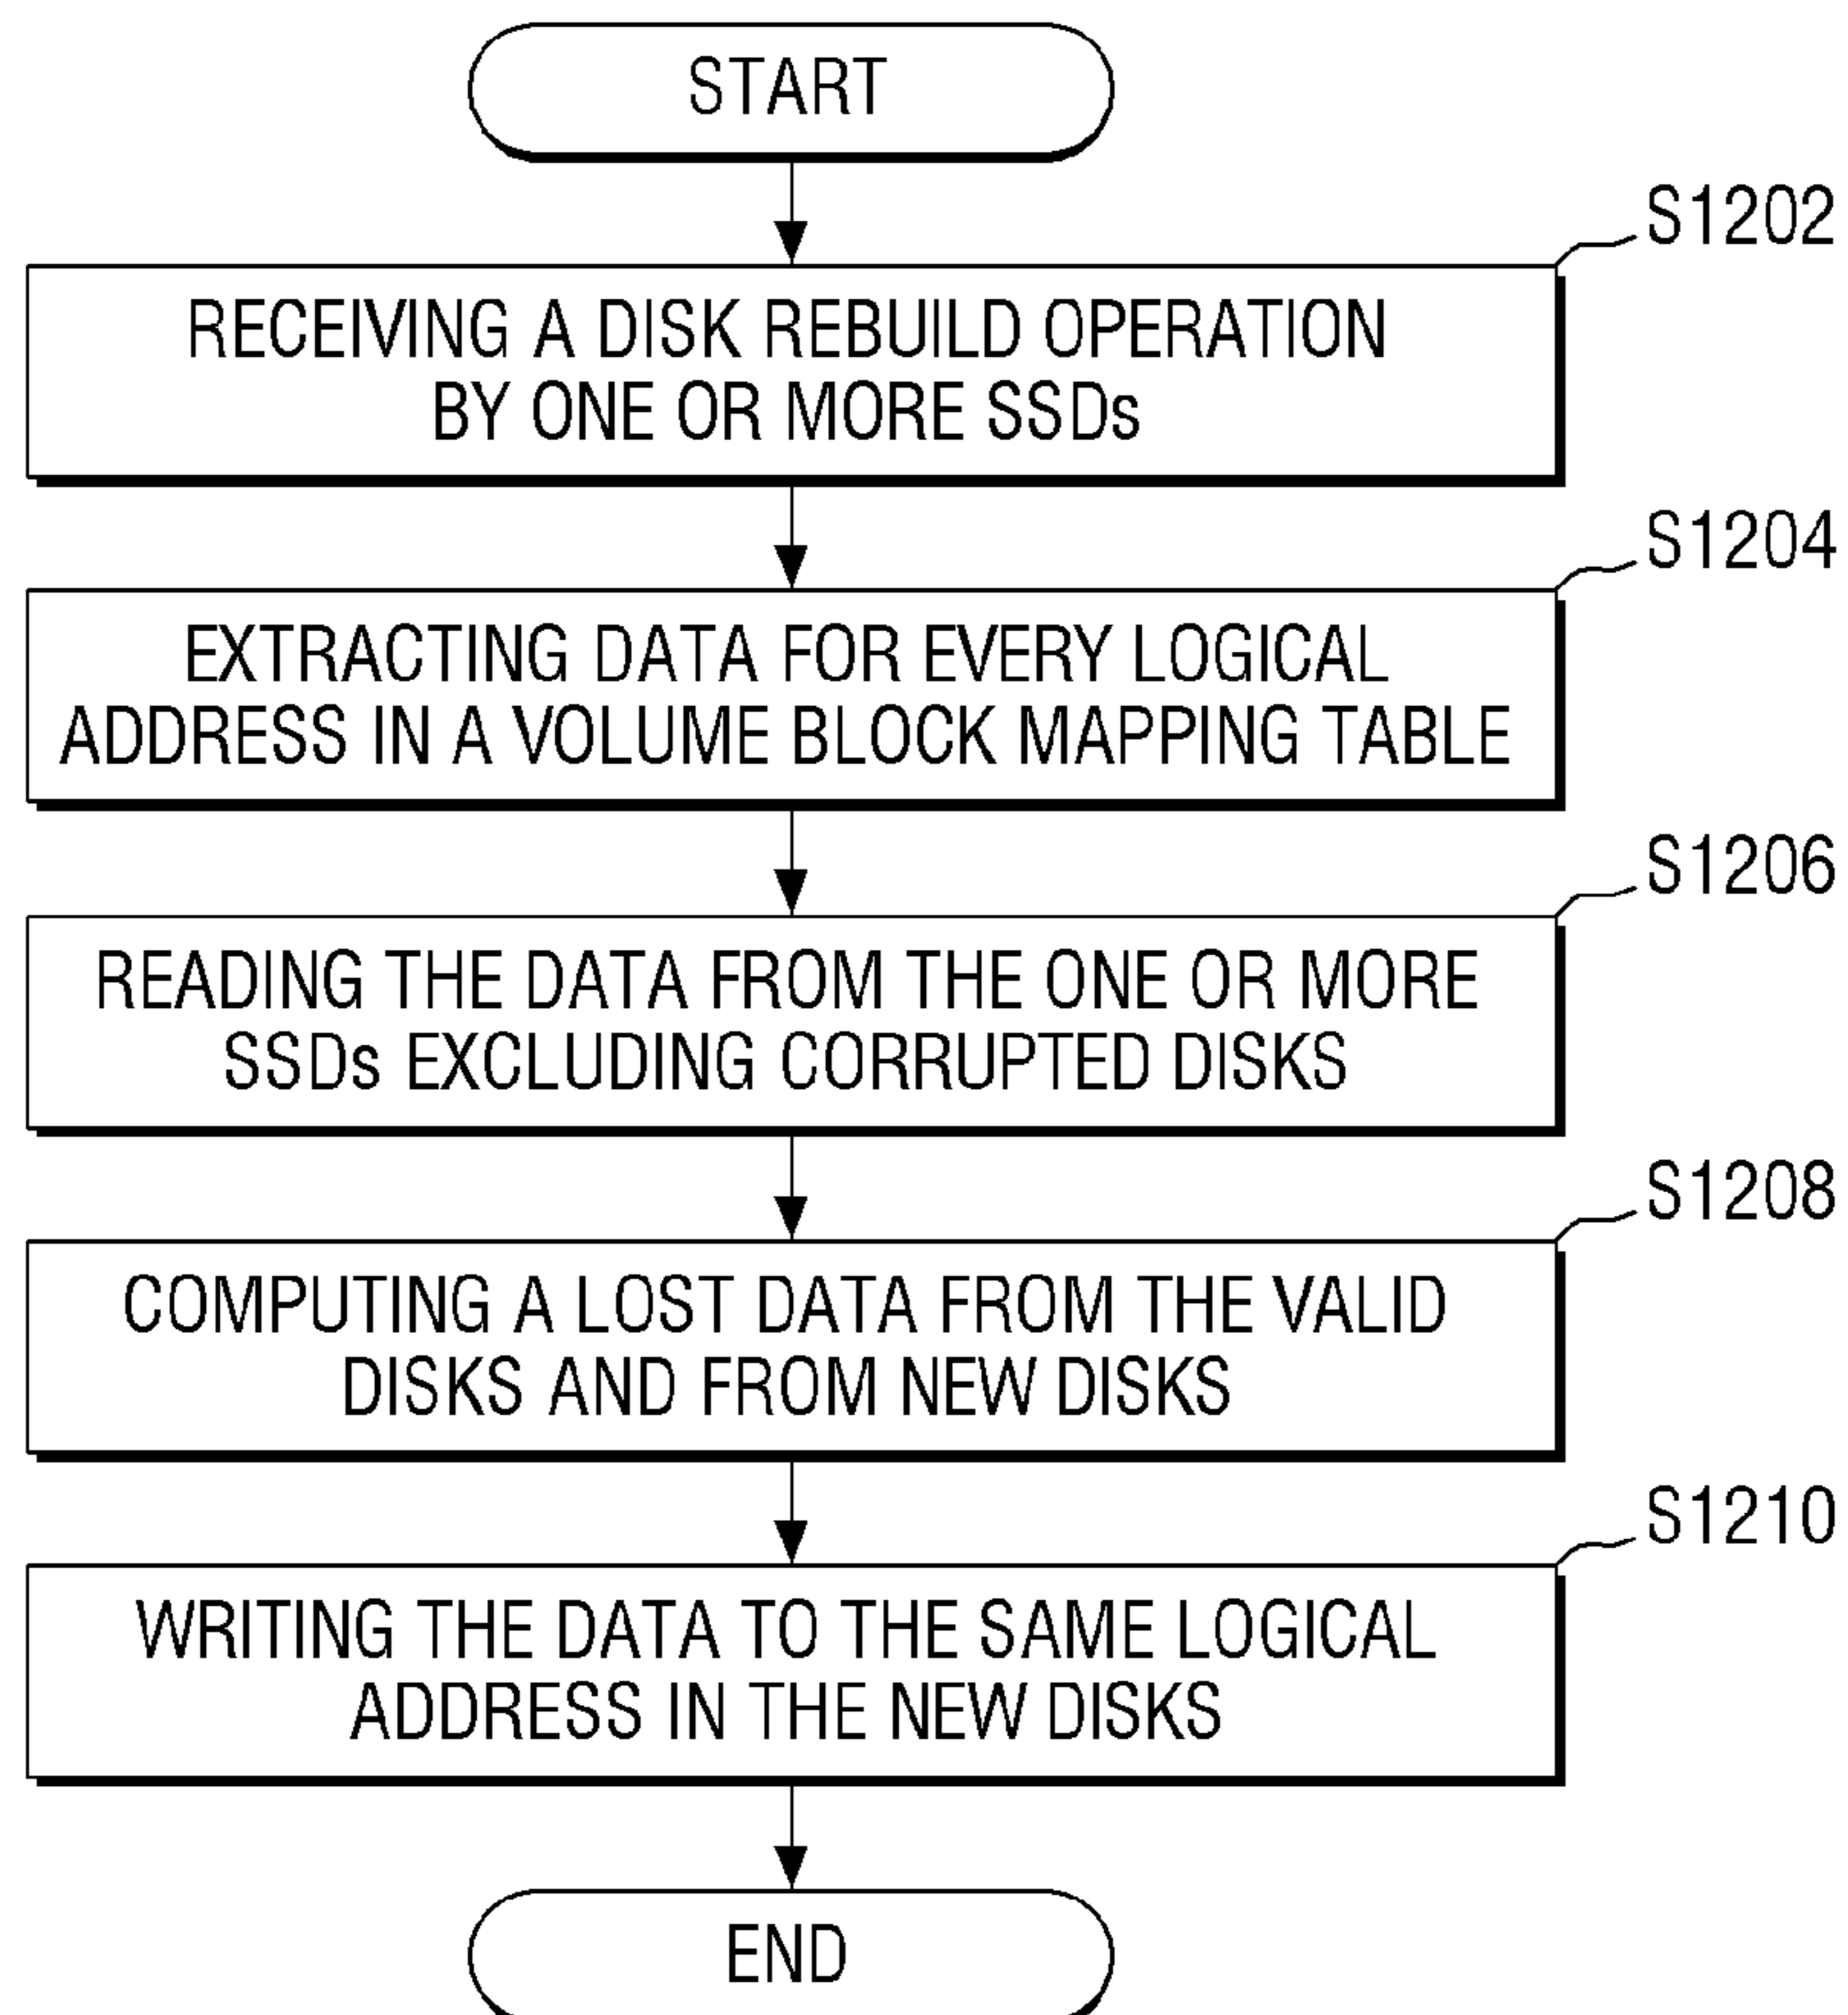 START
S1202
RECEIVING A DISK REBUILD OPERATION
BY ONE OR MORE SSDs
S1204
EXTRACTING DATA FOR EVERY LOGICAL
ADDRESS IN A VOLUME BLOCK MAPPING TABLE
S1206
READING THE DATA FROM THE ONE OR MORE
SSDs EXCLUDING CORRUPTED DISKS
S1208
COMPUTING A LOST DATA FROM THE VALID
DISKS AND FROM NEW DISKS
S1210
WRITING THE DATA TO THE SAME LOGICAL
ADDRESS IN THE NEW DISKS
END